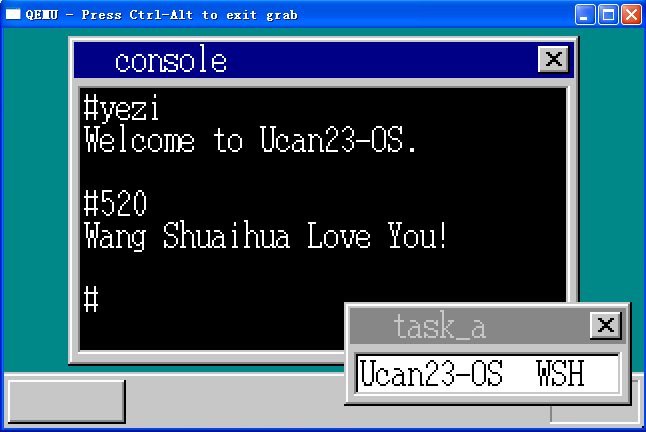 QEMU - Press Ctrl-Alt to exit grab
console
#yezi
Welcome to Ucan23-OS.
#520
Wang Shuaihua Love You!
#
task_a
Ucan23-OS WSH